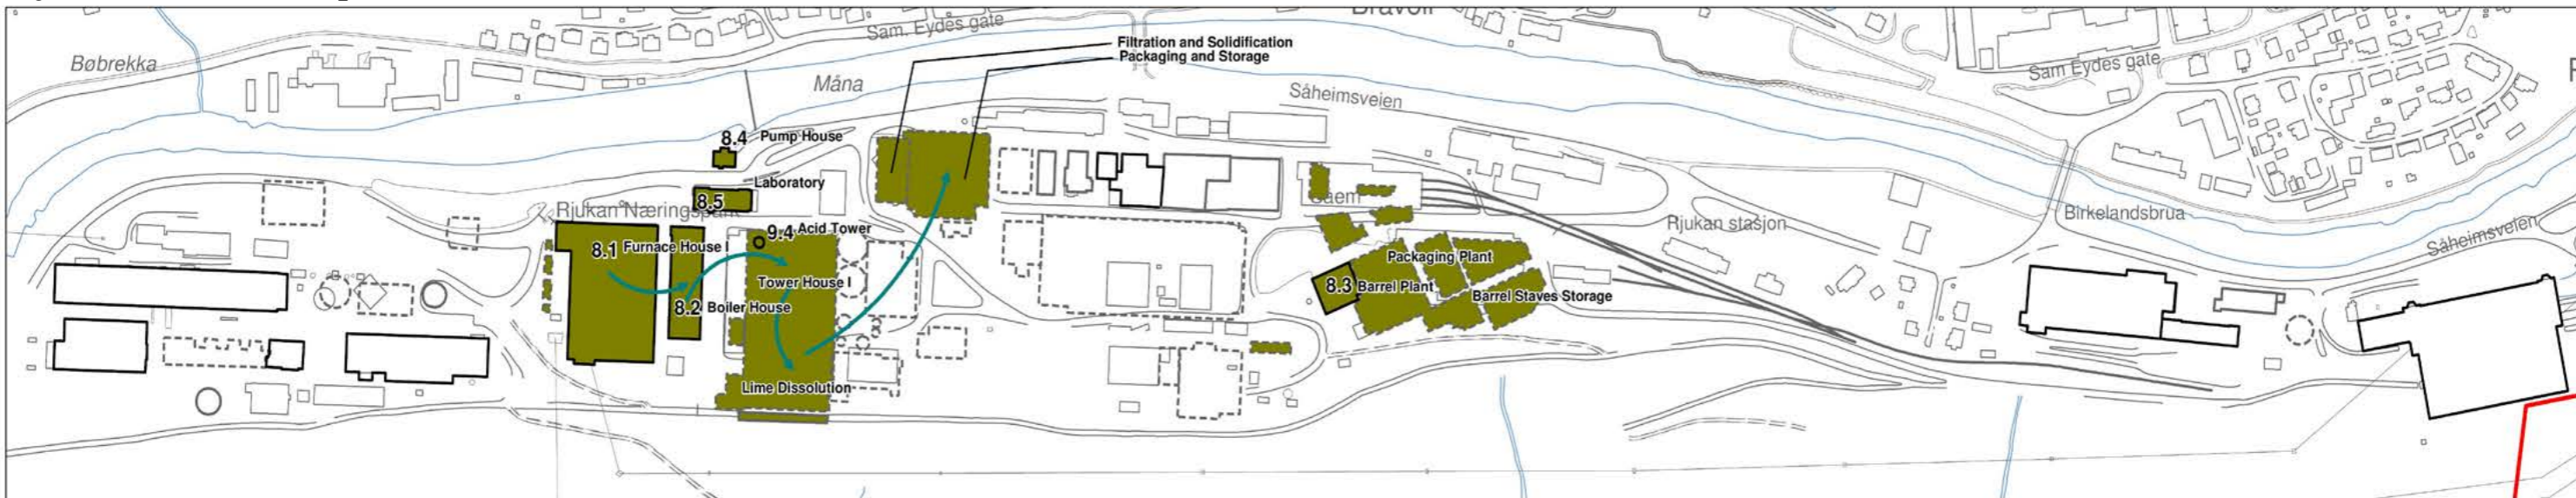 Sam. Eydes gate
Bøbrekka
Filtration and Solidification
Packaging and Storage
Sam Eydes gate
Måna
Såheimsveien
8.4 Pump House
Laboratory
8.5
Rjukan Næringspark
8.1 Furnace House I
9.4 Acid Tower
Birkelandsbrua
Rjukan stasjon
Såheimsveien
Packaging Plant
Tower House I
8.3 Barrel Plant
Barrel Staves Storage
8.2 Boiler House
Lime Dissolution